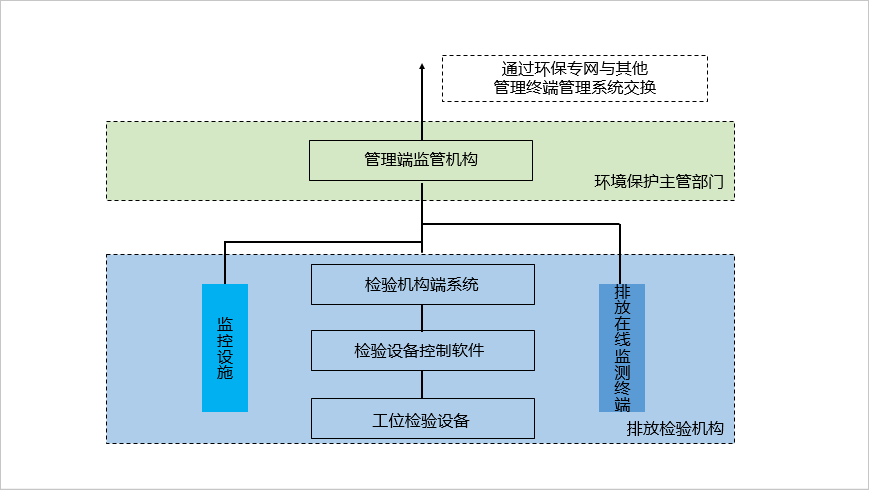 通过环保专网与其他
管理终端管理系统交换
管理端监管机构
环境保护主管部门
检验机构端系统
监控设施
排放在线监测终端
检验设备控制软件
工位检验设备
排放检验机构